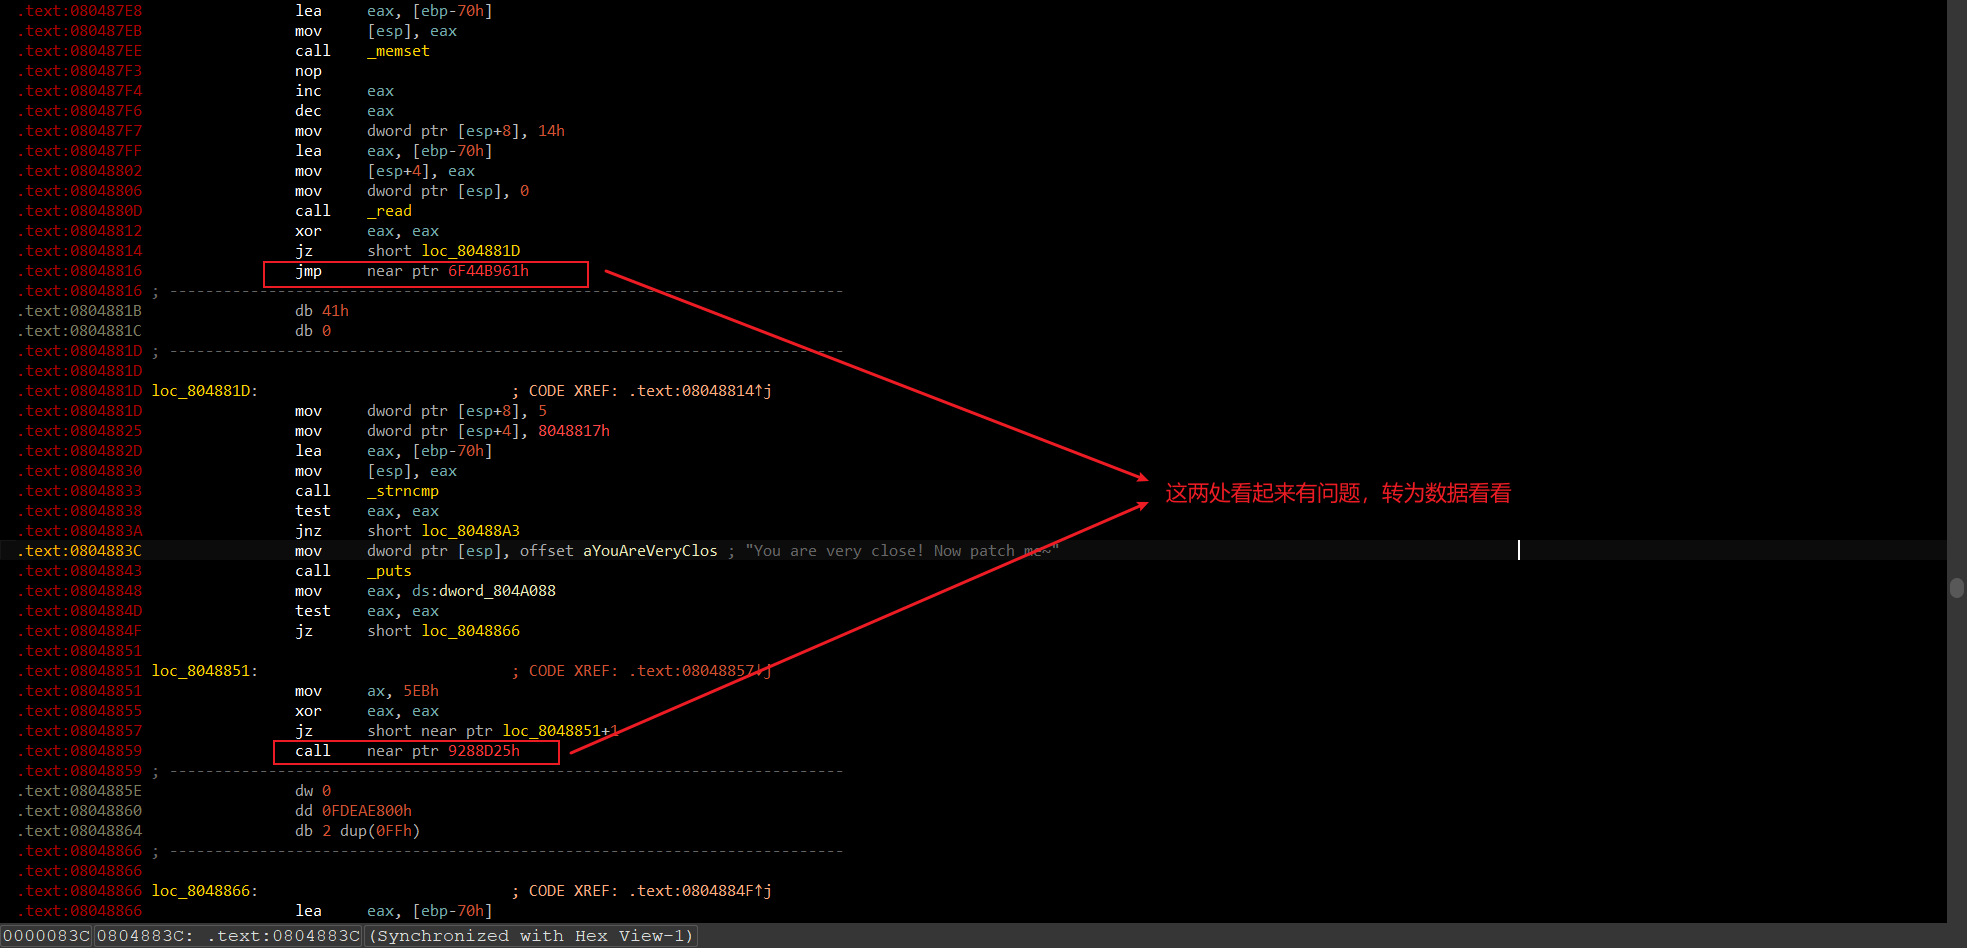 .text:080487E8 lea eax, [ebp-70h]
.text:080487EB mov [esp], eax
.text:080487EE call _memset
.text:080487F3 nop
.text:080487F4 inc eax
.text:080487F6 dec eax
.text:080487F7 mov dword ptr [esp+8], 14h
.text:080487FF lea eax, [ebp-70h]
.text:08048802 mov [esp+4], eax
.text:08048806 mov dword ptr [esp], 0
.text:0804880D call _read
.text:08048812 xor eax, eax
.text:08048814 jz short loc_804881D
.text:08048816 jmp near ptr 6F44B961h
.text:08048816 ; ---------------------------------------------------------------------------
.text:0804881B db 41h
.text:0804881C db 0
.text:0804881D ; ---------------------------------------------------------------------------
.text:0804881D
.text:0804881D loc_804881D: ; CODE XREF: .text:08048814↑j
.text:0804881D mov dword ptr [esp+8], 5
.text:08048825 mov dword ptr [esp+4], 8048817h
.text:0804882D lea eax, [ebp-70h]
.text:08048830 mov [esp], eax
.text:08048833 call _strncmp
这两处看起来有问题，转为数据看看
.text:08048838 test eax, eax
.text:0804883A jnz short loc_80488A3
.text:0804883C mov dword ptr [esp], offset aYouAreVeryClos ; "You are very close! Now patch me~"
.text:08048843 call _puts
.text:08048848 mov eax, ds:dword_804A088
.text:0804884D test eax, eax
.text:0804884F jz short loc_8048866
.text:08048851
.text:08048851 loc_8048851: ; CODE XREF: .text:08048857↓j
.text:08048851 mov ax, 5EBh
.text:08048855 xor eax, eax
.text:08048857 jz short near ptr loc_8048851+1
.text:08048859 call near ptr 9288D25h
.text:08048859 ; ---------------------------------------------------------------------------
.text:0804885E dw 0
.text:08048860 dd 0FDEAE800h
.text:08048864 db 2 dup(0FFh)
.text:08048866 ; ---------------------------------------------------------------------------
.text:08048866
.text:08048866 loc_8048866: ; CODE XREF: .text:0804884F↑j
.text:08048866 lea eax, [ebp-70h]
0000083C 0804883C: .text:0804883C (Synchronized with Hex View-1)